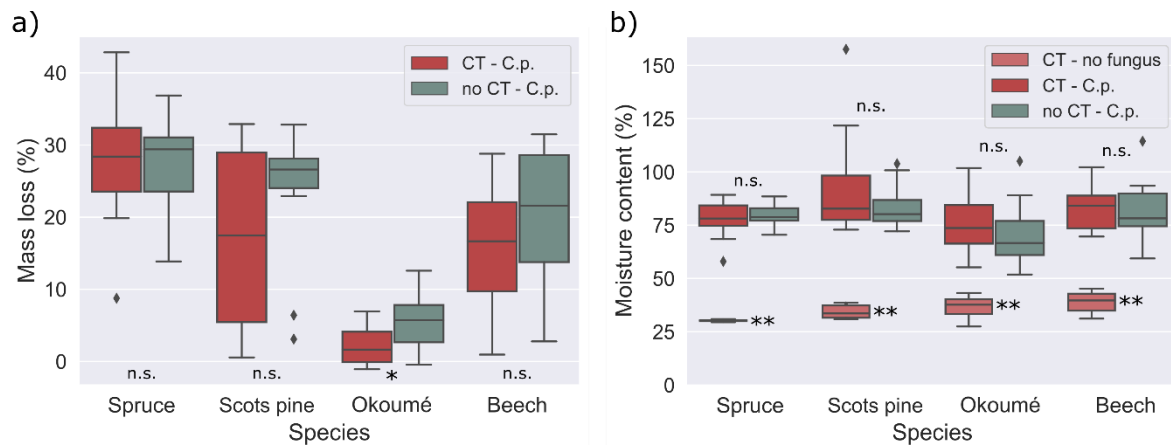 a)
Mass loss (%)
40
30
20
10
0
CT - C.p.
no CT - C.p.
n.s.
n.s.
*
n.s.
Spruce
Scots pine
Okoumé
Beech
Species
b)
Moisture content (%)
150
125
100
75
50
25
0
CT - no fungus
CT - C.p.
no CT - C.p.
n.s.
n.s.
n.s.
n.s.
**
**
**
**
Spruce
Scots pine
Okoumé
Beech
Species